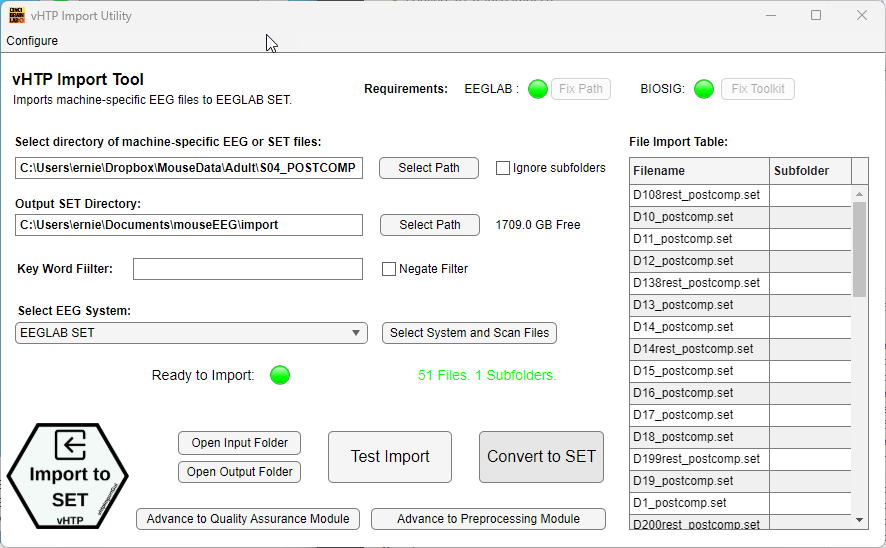 CINCI
BRAIN
LAB
vHTP Import Utility
Configure
vHTP Import Tool
Imports machine-specific EEG files to EEGLAB SET.
Requirements: EEGLAB : Fix Path BIOSIG: Fix Toolkit
Select directory of machine-specific EEG or SET files:
C:\Users\ernie\Dropbox\MouseData\Adult\S04_POSTCOMP Select Path Ignore subfolders
Output SET Directory:
C:\Users\ernie\Documents\mouseEEG\import Select Path 1709.0 GB Free
Key Word Fiilter: Negate Filter
Select EEG System:
EEGLAB SET Select System and Scan Files
Ready to Import: 51 Files. 1 Subfolders.
Import to
SET
vHTP
Open Input Folder
Open Output Folder
Test Import
Convert to SET
Advance to Quality Assurance Module
Advance to Preprocessing Module
File Import Table:
Filename Subfolder
D108rest_postcomp.set
D10_postcomp.set
D11_postcomp.set
D12_postcomp.set
D138rest_postcomp.set
D13_postcomp.set
D14_postcomp.set
D14rest_postcomp.set
D15_postcomp.set
D16_postcomp.set
D17_postcomp.set
D18_postcomp.set
D199rest_postcomp.set
D19_postcomp.set
D1_postcomp.set
D200rest_postcomp.set